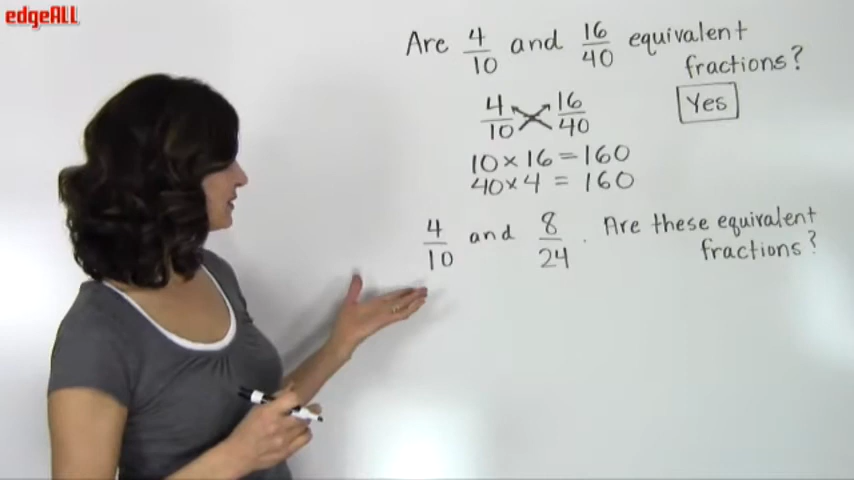 edgeALL
Are 4/10 and 16/40 equivalent
fractions?
Yes
4/10 16/40
10 × 16 = 160
40 × 4 = 160
4/10 and 8/24 . Are these equivalent
fractions?